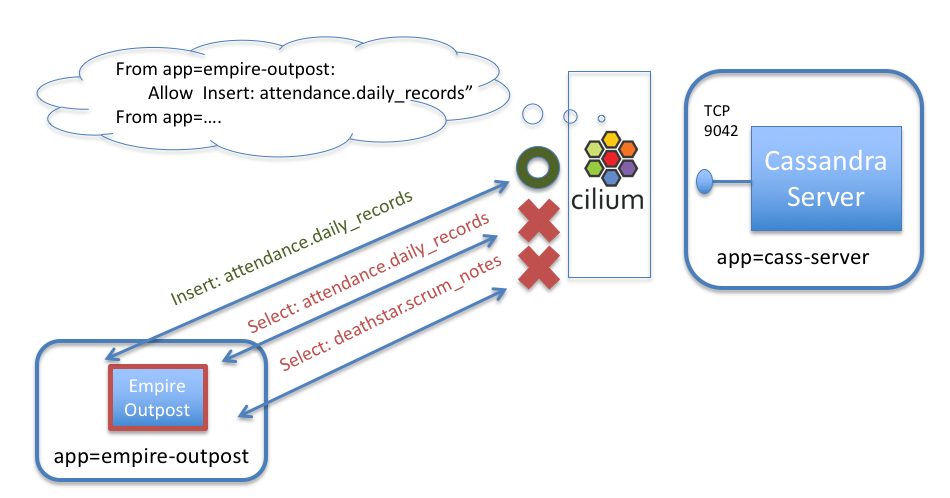 From app=empire-outpost:
Allow Insert: attendance.daily_records”
From app=….
TCP
9042
Cassandra
Server
cilium
app=cass-server
Insert: attendance.daily_records
Select: attendance.daily_records
Select: deathstar.scrum_notes
Empire
Outpost
app=empire-outpost